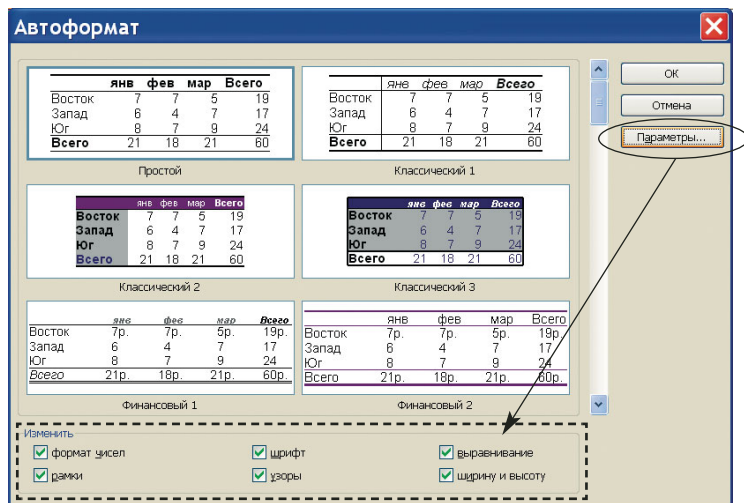 Автоформат
янв фев мар Всего
Восток 7 7 5 19
Запад 6 4 7 17
Юг 8 7 9 24
Всего 21 18 21 60
Простой
янв фев мар Всего
Восток 7 7 5 19
Запад 6 4 7 17
Юг 8 7 9 24
Всего 21 18 21 60
Классический 1
янв фев мар Всего
Восток 7 7 5 19
Запад 6 4 7 17
Юг 8 7 9 24
Всего 21 18 21 60
Классический 2
янв фев мар Всего
Восток 7 7 5 19
Запад 6 4 7 17
Юг 8 7 9 24
Всего 21 18 21 60
Классический 3
янв фев мар Всего
Восток 7р. 7р. 5р. 19р.
Запад 6 4 7 17
Юг 8 7 9 24
Всего 21р. 18р. 21р. 60р.
Финансовый 1
янв фев мар Всего
Восток 7р. 7р. 5р. 19р.
Запад 6 4 7 17
Юг 8 7 9 24
Всего 21р. 18р. 21р. 60р.
Финансовый 2
ОК
Отмена
Параметры...
Изменить
формат чисел шрифт выравнивание
рамки узоры ширину и высоту